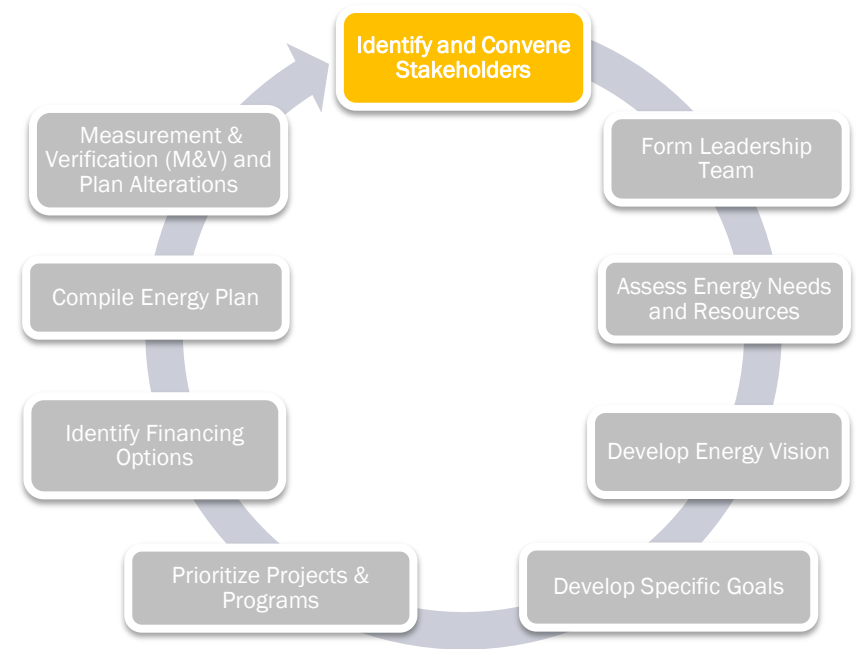 Identify and Convene
Stakeholders
Form Leadership
Team
Assess Energy Needs
and Resources
Develop Energy Vision
Develop Specific Goals
Prioritize Projects &
Programs
Identify Financing
Options
Compile Energy Plan
Measurement &
Verification (M&V) and
Plan Alterations